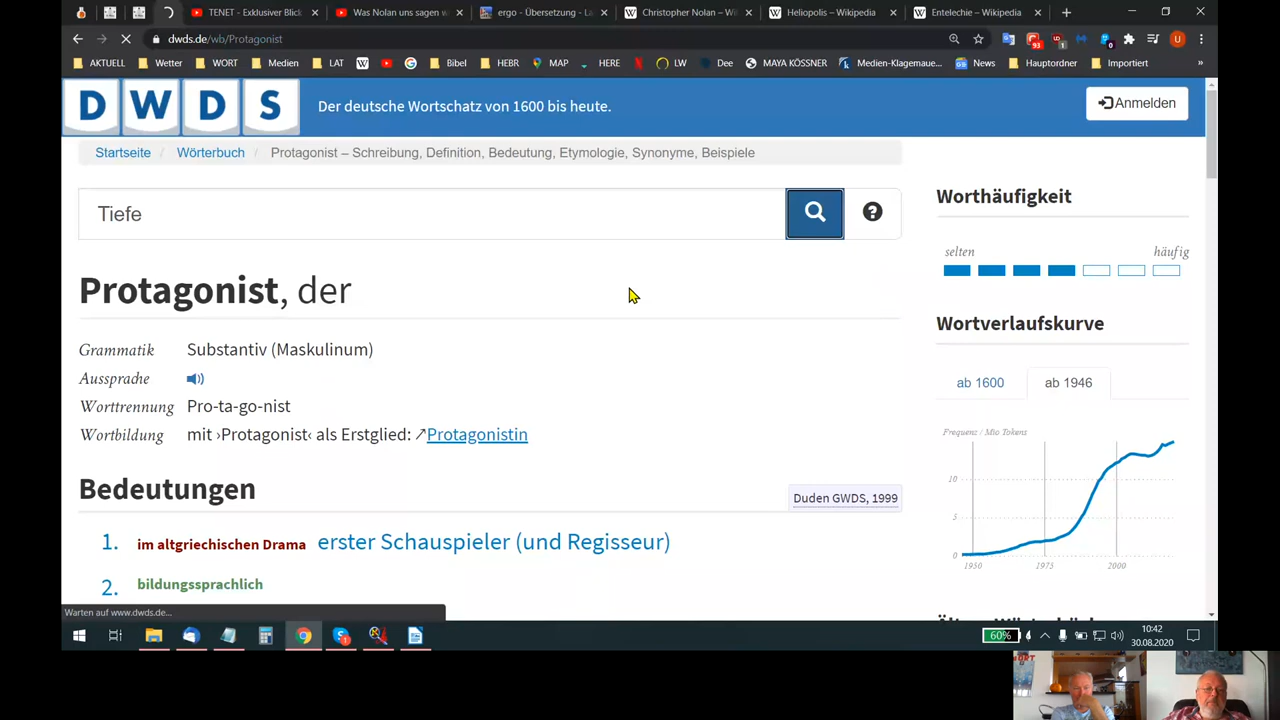 TENET - Exklusiver Blick
Was Nolan uns sagen w
ergo - Übersetzung - La
Christopher Nolan – Wi
Heliopolis – Wikipedia
Entelechie – Wikipedia
dwds.de/wb/Protagonist
93
1
0
U
AKTUELL
Wetter
WORT
Medien
LAT
Bibel
HEBR
MAP
HERE
LW
Dee
MAYA KÖSSNER
Medien-Klagemaue...
News
Hauptordner
Importiert
»
D W D S
Der deutsche Wortschatz von 1600 bis heute.
Anmelden
Startseite / Wörterbuch / Protagonist – Schreibung, Definition, Bedeutung, Etymologie, Synonyme, Beispiele
Tiefe
Protagonist, der
Grammatik Substantiv (Maskulinum)
Aussprache
Worttrennung Pro-ta-go-nist
Wortbildung mit ›Protagonist‹ als Erstglied: ↗Protagonistin
Bedeutungen
Duden GWDS, 1999
1. im altgriechischen Drama erster Schauspieler (und Regisseur)
2. bildungssprachlich
Worthäufigkeit
selten häufig
Wortverlaufskurve
ab 1600 ab 1946
Frequenz / Mio Tokens
10
5
0
1950 1975 2000
Warten auf www.dwds.de...
60%
10:42
30.08.2020